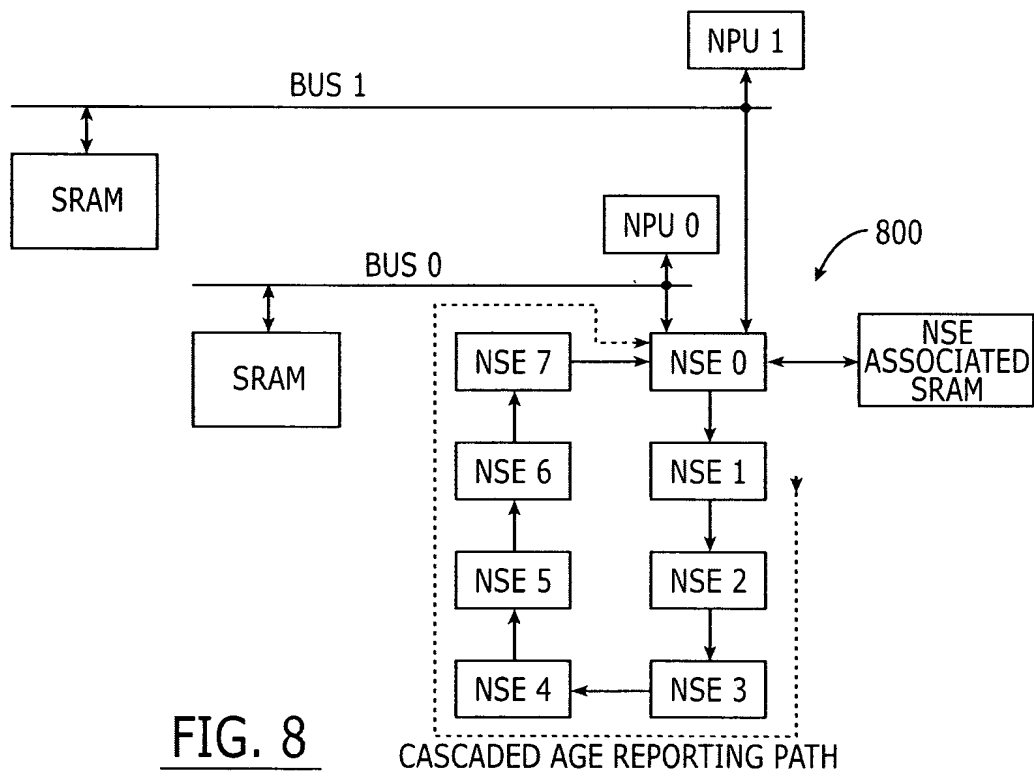 NPU 1
BUS 1
SRAM
NPU 0
BUS 0
800
SRAM
NSE 7
NSE 0
NSE
ASSOCIATED
SRAM
NSE 6
NSE 1
NSE 5
NSE 2
NSE 4
NSE 3
FIG. 8
CASCADED AGE REPORTING PATH